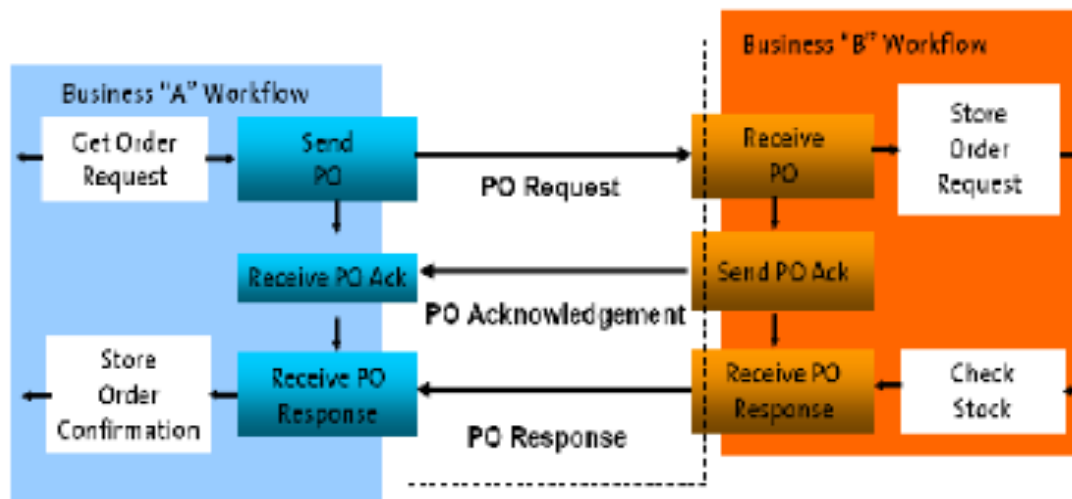 Business "B" Workflow
Business "A" Workflow
Get Order
Request
Send
PO
PO Request
Receive
PO
Store
Order
Request
Receive PO Ack
PO Acknowledgement
Send PO Ack
Store
Order
Confirmation
Receive PO
Response
PO Response
Receive PO
Response
Check
Stock